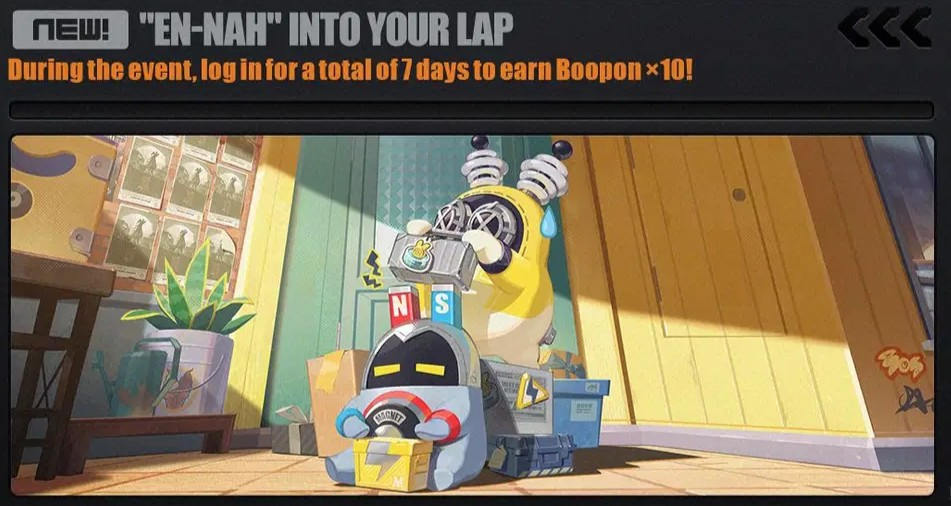 NEW! "EN-NAH" INTO YOUR LAP
During the event, log in for a total of 7 days to earn Boopon ×10!
N S
MAGNET